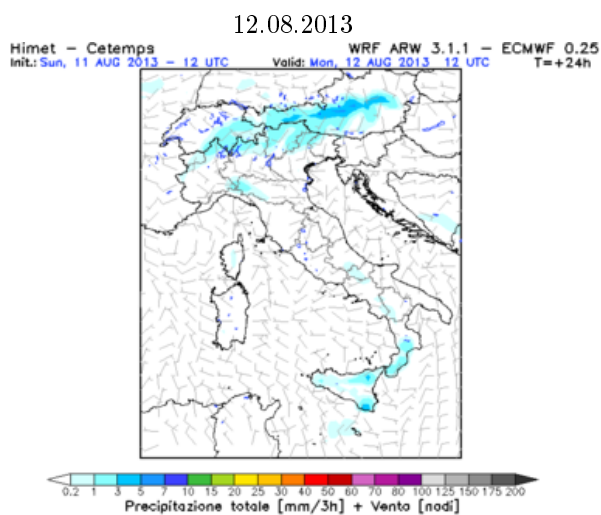 12.08.2013
Himet - Cetemps WRF ARW 3.1.1 - ECMWF 0.25
Init.: Sun, 11 AUG 2013 - 12 UTC Valid: Mon, 12 AUG 2013 12 UTC T=+24h
0.2 1 3 5 7 10 15 20 25 30 40 50 60 70 80 100 125 150 175 200
Precipitazione totale [mm/3h] + Vento [nodi]